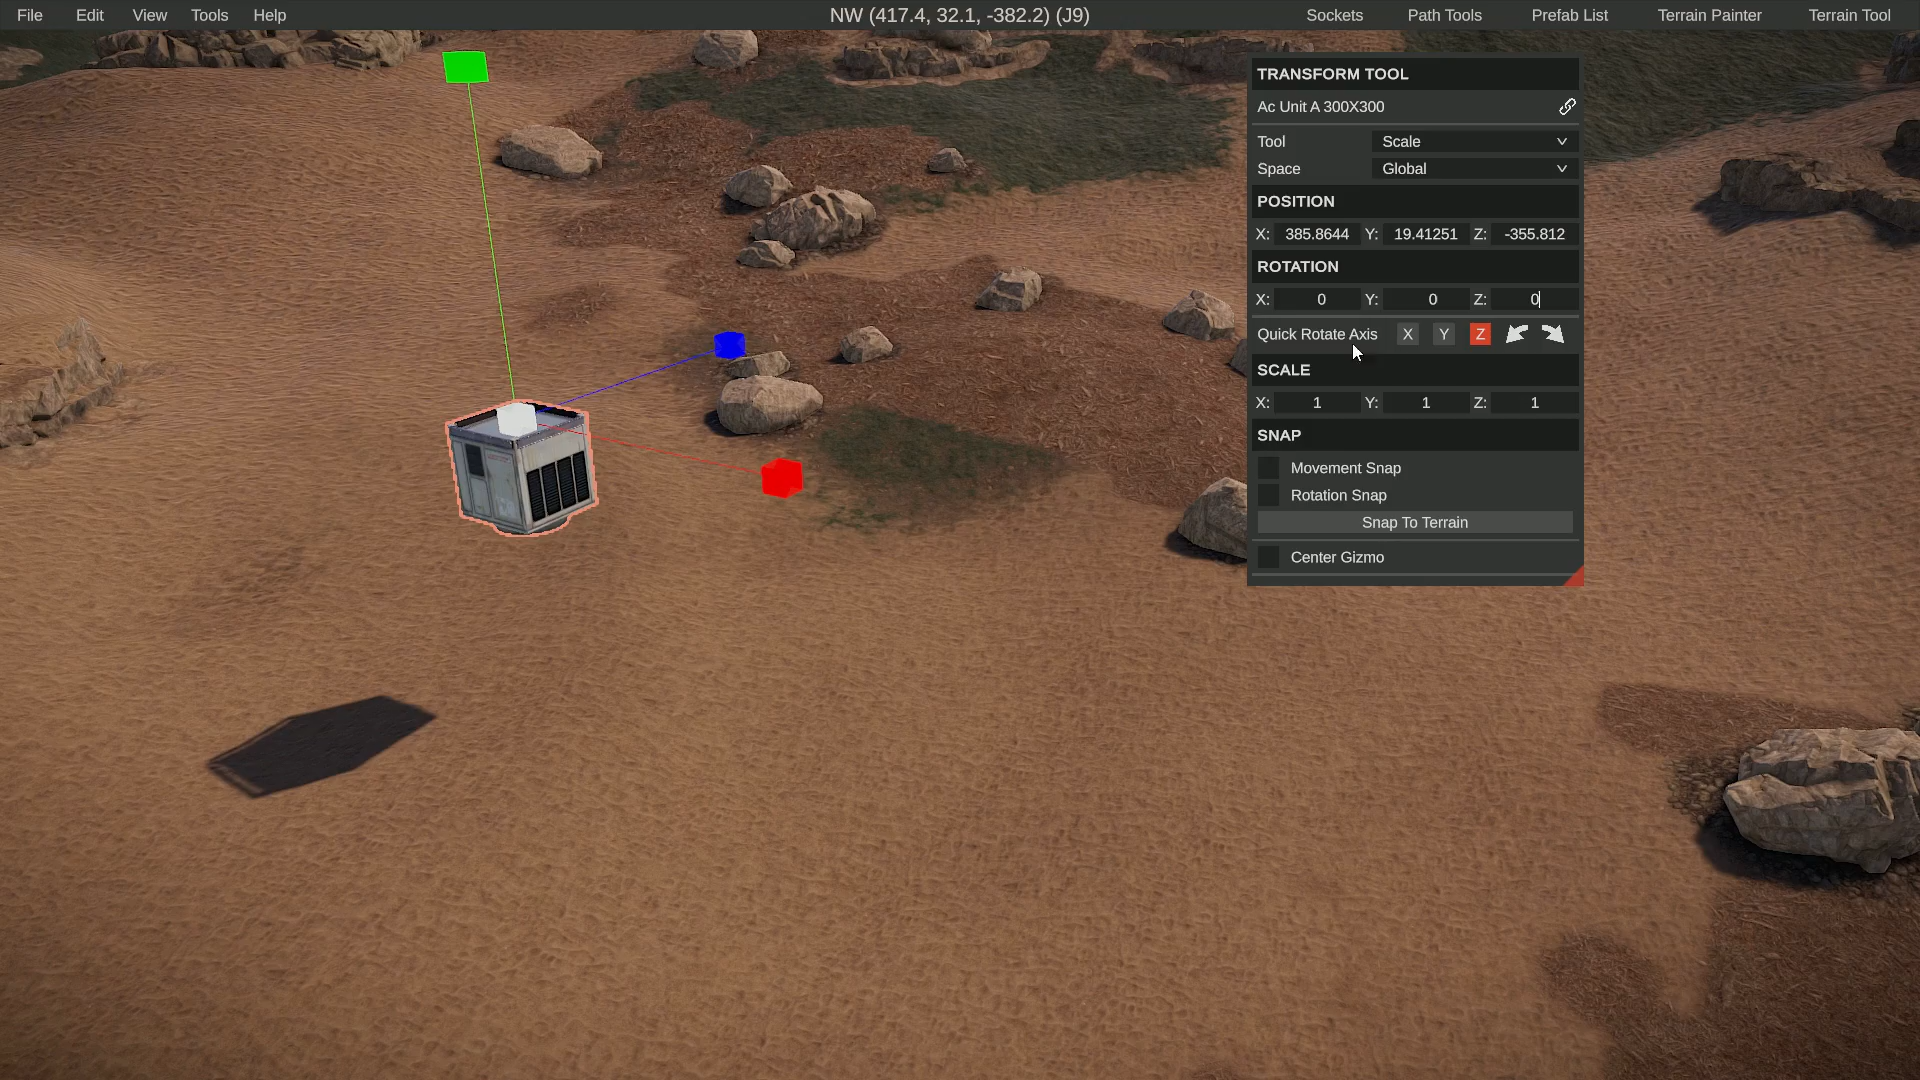 File Edit View Tools Help NW (417.4, 32.1, -382.2) (J9) Sockets Path Tools Prefab List Terrain Painter Terrain Tool
TRANSFORM TOOL
Ac Unit A 300X300
Tool Scale
Space Global
POSITION
X: 385.8644 Y: 19.41251 Z: -355.812
ROTATION
X: 0 Y: 0 Z: 0
Quick Rotate Axis X Y Z
SCALE
X: 1 Y: 1 Z: 1
SNAP
Movement Snap
Rotation Snap
Snap To Terrain
Center Gizmo